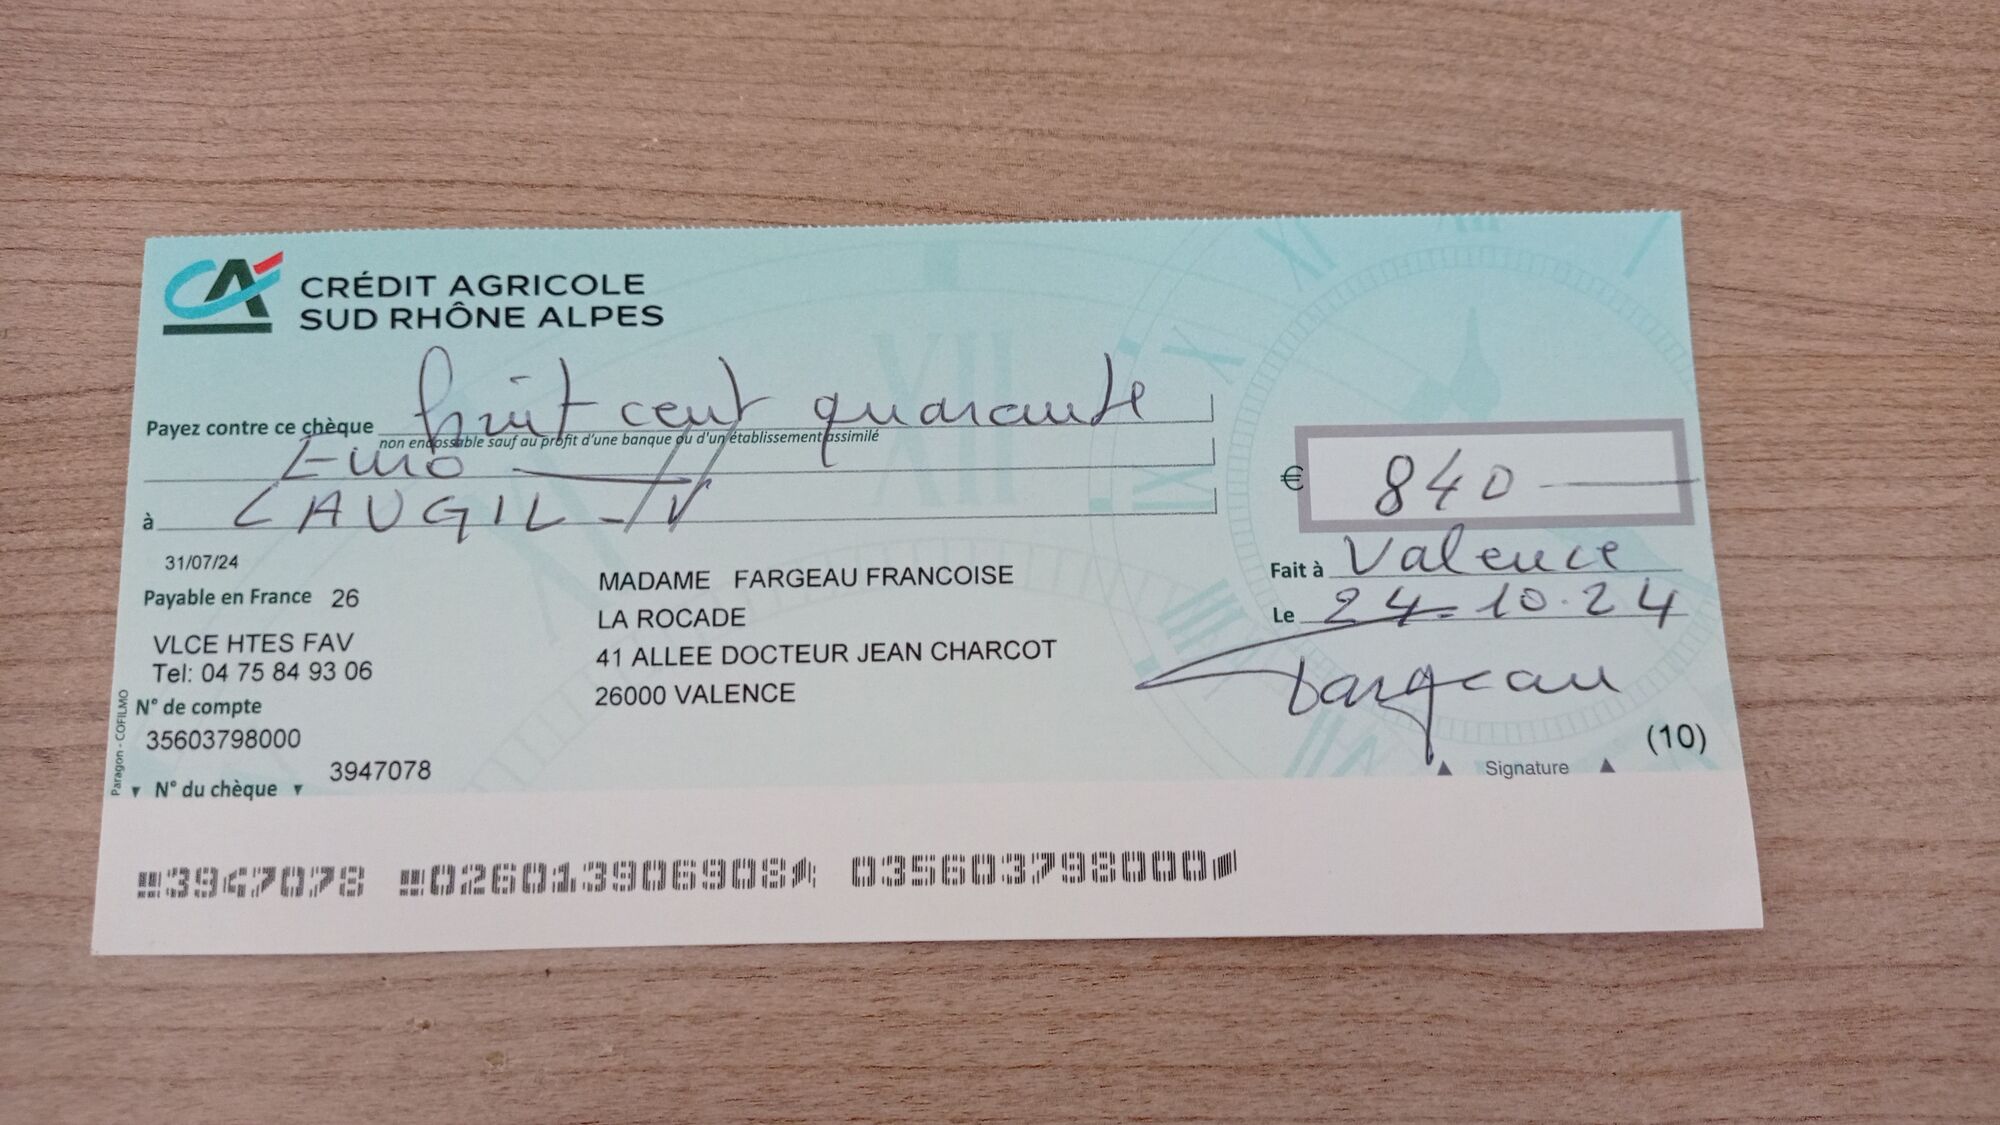 CA CRÉDIT AGRICOLE
SUD RHÔNE ALPES
Payez contre ce chèque huit cent quarante
non endossable sauf au profit d'une banque ou d'un établissement assimilé
Euro
€ 840
à CAUGIL
31/07/24
Payable en France 26
VLCE HTES FAV
Tel: 04 75 84 93 06
N° de compte
35603798000
3947078
N° du chèque
Paragon - COFILMO
MADAME FARGEAU FRANCOISE
LA ROCADE
41 ALLEE DOCTEUR JEAN CHARCOT
26000 VALENCE
Fait à Valence
Le 24.10.24
Fargeau
(10)
Signature
3947078 026013906908 035603798000